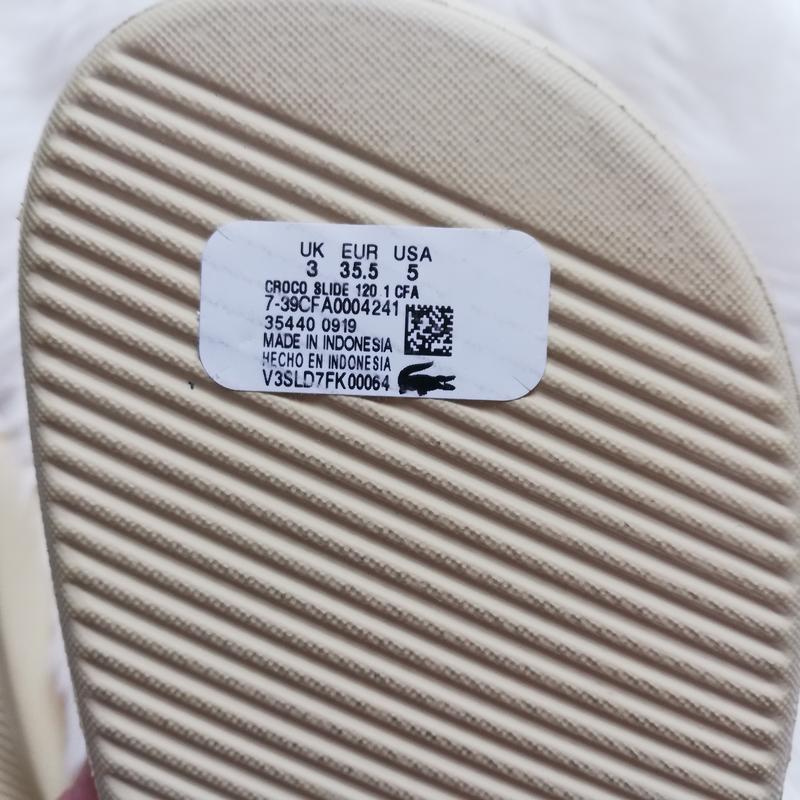 UK EUR USA
3 35.5 5
CROCO SLIDE 120 1 CFA
7-39CFA0004241
35440 0919
MADE IN INDONESIA
HECHO EN INDONESIA
V3SLD7FK00064